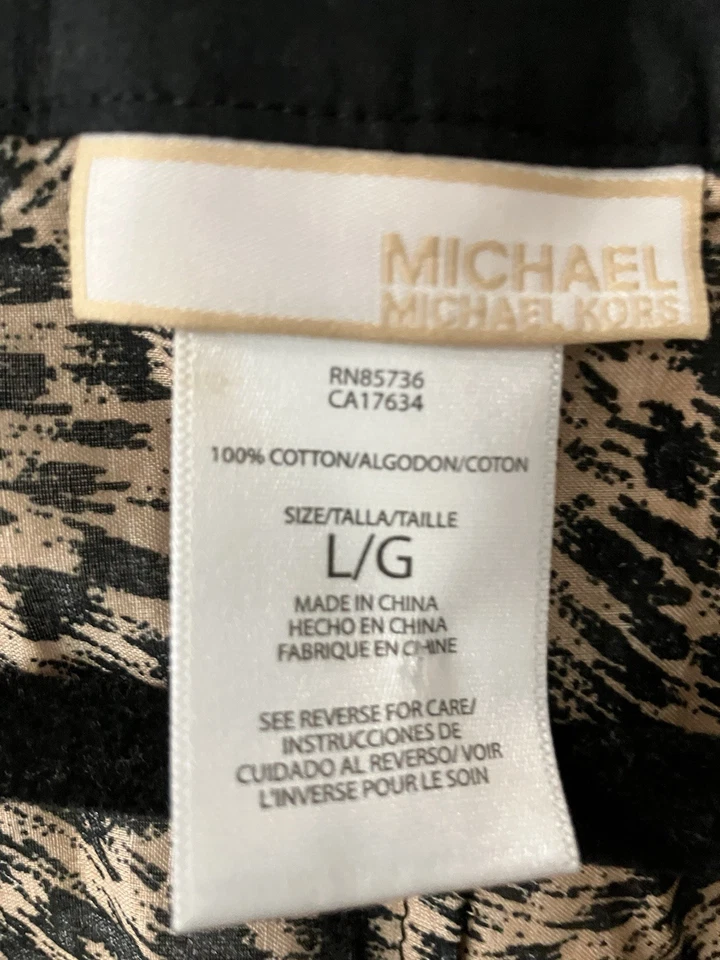 MICHAEL
MICHAEL KORS
RN85736
CA17634
100% COTTON/ALGODON/COTON
SIZE/TALLA/TAILLE
L/G
MADE IN CHINA
HECHO EN CHINA
FABRIQUE EN CHINE
SEE REVERSE FOR CARE/
INSTRUCCIONES DE
CUIDADO AL REVERSO/ VOIR
L'INVERSE POUR LE SOIN